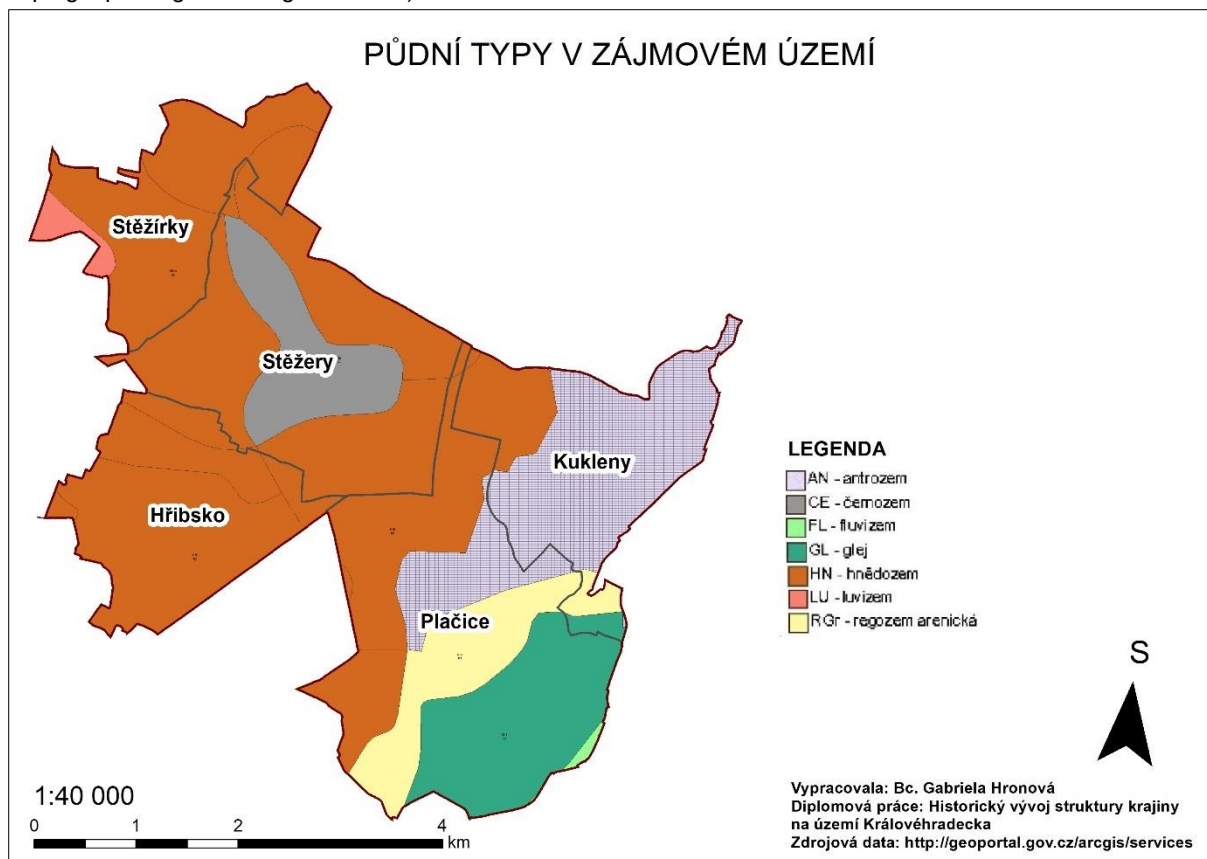 PŮDNÍ TYPY V ZÁJMOVÉM ÚZEMÍ
Stěžírky
Stěžery
Kukleny
Hřibsko
Plačice
LEGENDA
AN - antrozem
CE - černozem
FL - fluvizem
GL - glej
HN - hnědozem
LU - luvizem
RGr - regozem arenická
S
1:40 000
0 1 2 4
km
Vypracovala: Bc. Gabriela Hronová
Diplomová práce: Historický vývoj struktury krajiny
na území Královéhradecka
Zdrojová data: http://geoportal.gov.cz/arcgis/services